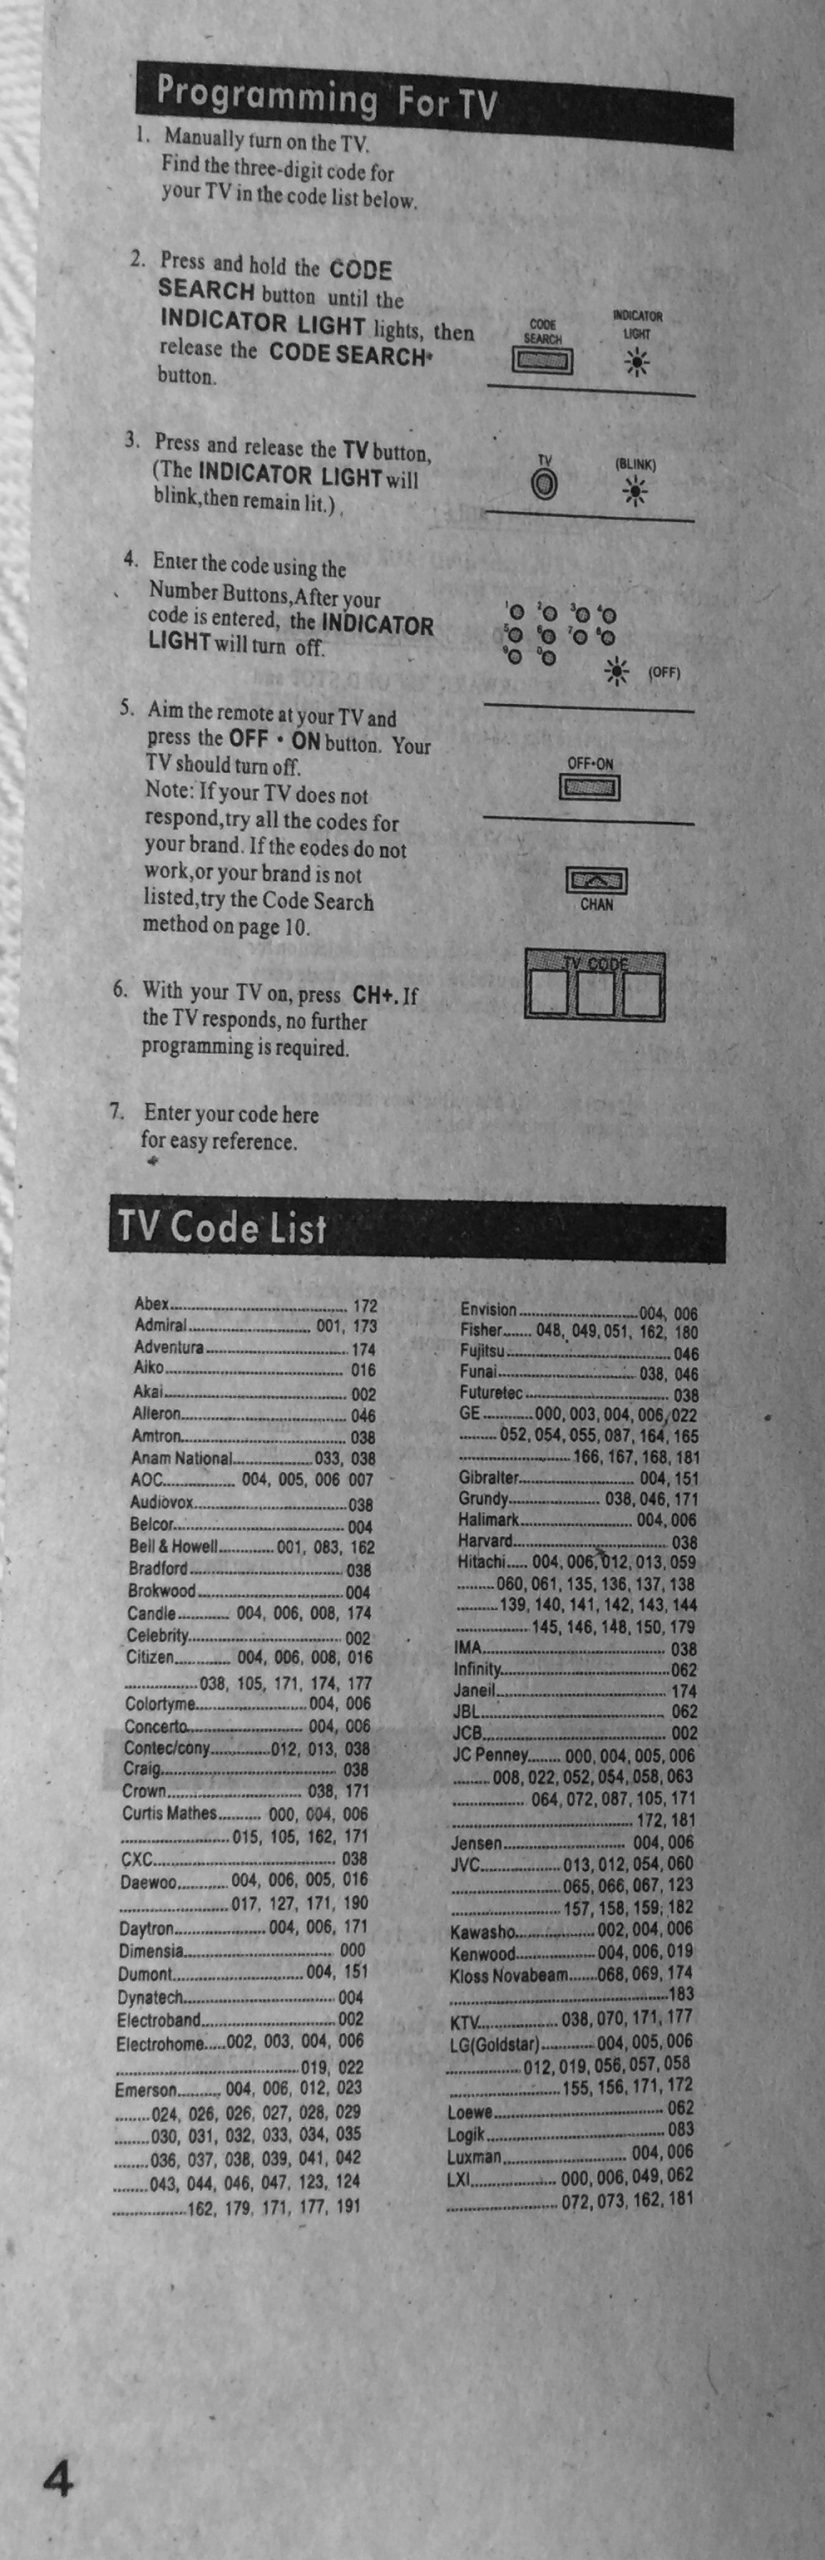 Programming For TV
1. Manually turn on the TV.
Find the three-digit code for
your TV in the code list below.
2. Press and hold the CODE
SEARCH button until the
INDICATOR LIGHT lights, then
release the CODE SEARCH
button.
CODE
SEARCH
INDICATOR
LIGHT
3. Press and release the TV button,
(The INDICATOR LIGHT will
blink,then remain lit.)
TV
(BLINK)
4. Enter the code using the
Number Buttons,After your
code is entered, the INDICATOR
LIGHT will turn off.
1 2 3 4
5 6 7 8
9 0
(OFF)
5. Aim the remote at your TV and
press the OFF • ON button. Your
TV should turn off.
Note: If your TV does not
respond,try all the codes for
your brand. If the codes do not
work,or your brand is not
listed,try the Code Search
method on page 10.
OFF•ON
CHAN
6. With your TV on, press CH+. If
the TV responds, no further
programming is required.
TV CODE
7. Enter your code here
for easy reference.
TV Code List
Abex.......... 172
Admiral.......... 001, 173
Adventura.......... 174
Aiko.......... 016
Akai.......... 002
Alleron.......... 046
Amtron.......... 038
Anam National.......... 033, 038
AOC.......... 004, 005, 006 007
Audiovox..........038
Belcor.......... 004
Bell & Howell.......... 001, 083, 162
Bradford.......... 038
Brokwood..........004
Candle.......... 004, 006, 008, 174
Celebrity.......... 002
Citizen.......... 004, 006, 008, 016
..........038, 105, 171, 174, 177
Colortyme..........004, 006
Concerto.......... 004, 006
Contec/cony..........012, 013, 038
Craig.......... 038
Crown.......... 038, 171
Curtis Mathes.......... 000, 004, 006
..........015, 105, 162, 171
CXC.......... 038
Daewoo..........004, 006, 005, 016
..........017, 127, 171, 190
Daytron..........004, 006, 171
Dimensia.......... 000
Dumont..........004, 151
Dynatech.......... 004
Electroband..........002
Electrohome.....002, 003, 004, 006
..........019, 022
Emerson.......... 004, 006, 012, 023
........024, 026, 026, 027, 028, 029
........030, 031, 032, 033, 034, 035
........036, 037, 038, 039, 041, 042
........043, 044, 046, 047, 123, 124
..........162, 179, 171, 177, 191
Envision..........004, 006
Fisher....... 048, 049, 051, 162, 180
Fujitsu.......... 046
Funai.......... 038, 046
Futuretec.......... 038
GE..........000, 003, 004, 006, 022
......... 052, 054, 055, 087, 164, 165
.......... 166, 167, 168, 181
Gibralter.......... 004, 151
Grundy.......... 038, 046, 171
Halimark.......... 004, 006
Harvard.......... 038
Hitachi..... 004, 006, 012, 013, 059
.........060, 061, 135, 136, 137, 138
..........139, 140, 141, 142, 143, 144
.......... 145, 146, 148, 150, 179
IMA.......... 038
Infinity..........062
Janeil.......... 174
JBL.......... 062
JCB.......... 002
JC Penney........ 000, 004, 005, 006
......... 008, 022, 052, 054, 058, 063
.......... 064, 072, 087, 105, 171
.......... 172, 181
Jensen.......... 004, 006
JVC.......... 013, 012, 054, 060
..........065, 066, 067, 123
.......... 157, 158, 159, 182
Kawasho..........002, 004, 006
Kenwood..........004, 006, 019
Kloss Novabeam.......068, 069, 174
..........183
KTV.......... 038, 070, 171, 177
LG(Goldstar)..........004, 005, 006
..........012, 019, 056, 057, 058
..........155, 156, 171, 172
Loewe.......... 062
Logik.......... 083
Luxman.......... 004, 006
LXI.......... 000, 006, 049, 062
.......... 072, 073, 162, 181
4